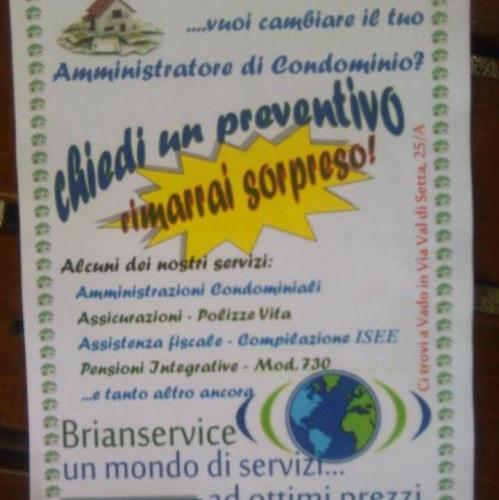 ....vuoi cambiare il tuo
Amministratore di Condominio?
chiedi un preventivo
rimarrai sorpreso!
Alcuni dei nostri servizi:
Amministrazioni Condominiali
Assicurazioni - Polizze Vita
Assistenza fiscale - Compilazione ISEE
Pensioni Integrative - Mod. 730
...e tanto altro ancora
Ci trovi a Vado in Via Val di Setta, 25/A
Brianservice
un mondo di servizi...
ad ottimi prezzi